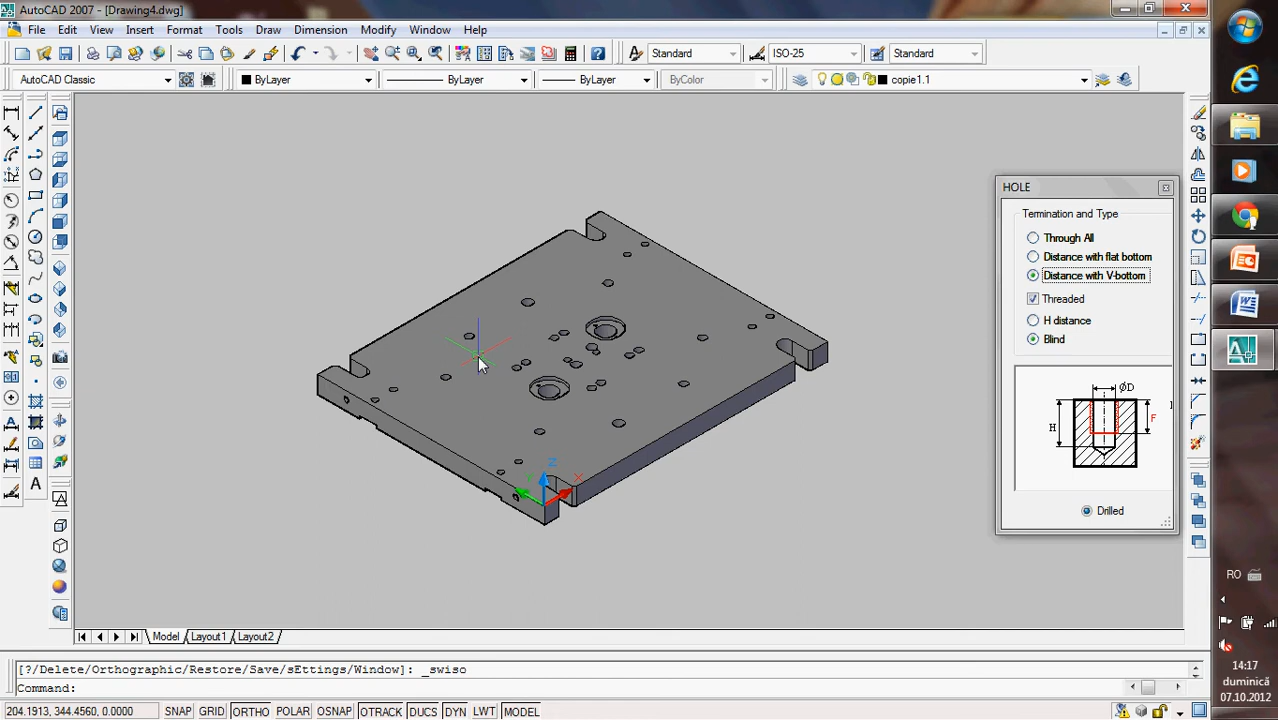 AutoCAD 2007 - [Drawing4.dwg]
File Edit View Insert Format Tools Draw Dimension Modify Window Help
Standard ISO-25 Standard
AutoCAD Classic ByLayer ByLayer ByLayer ByColor copie1.1
HOLE
Termination and Type
Through All
Distance with flat bottom
Distance with V-bottom
Threaded
H distance
Blind
ØD
H
F
Drilled
Z
X
Model Layout1 Layout2
[?/Delete/Orthographic/Restore/Save/sEttings/Window]: _swiso
Command:
204.1913, 344.4560, 0.0000 SNAP GRID ORTHO POLAR OSNAP OTRACK DUCS DYN LWT MODEL
RO
14:17
duminică
07.10.2012